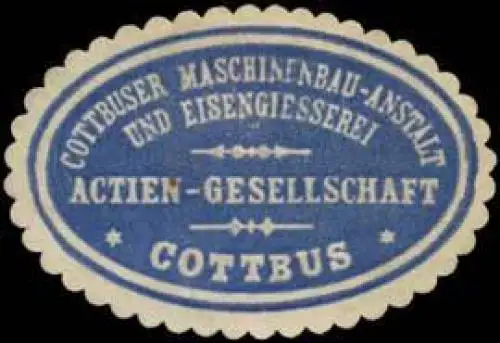 COTTBUSER MASCHINENBAU-ANSTALT
UND EISENGIESSEREI
ACTIEN-GESELLSCHAFT
* COTTBUS *